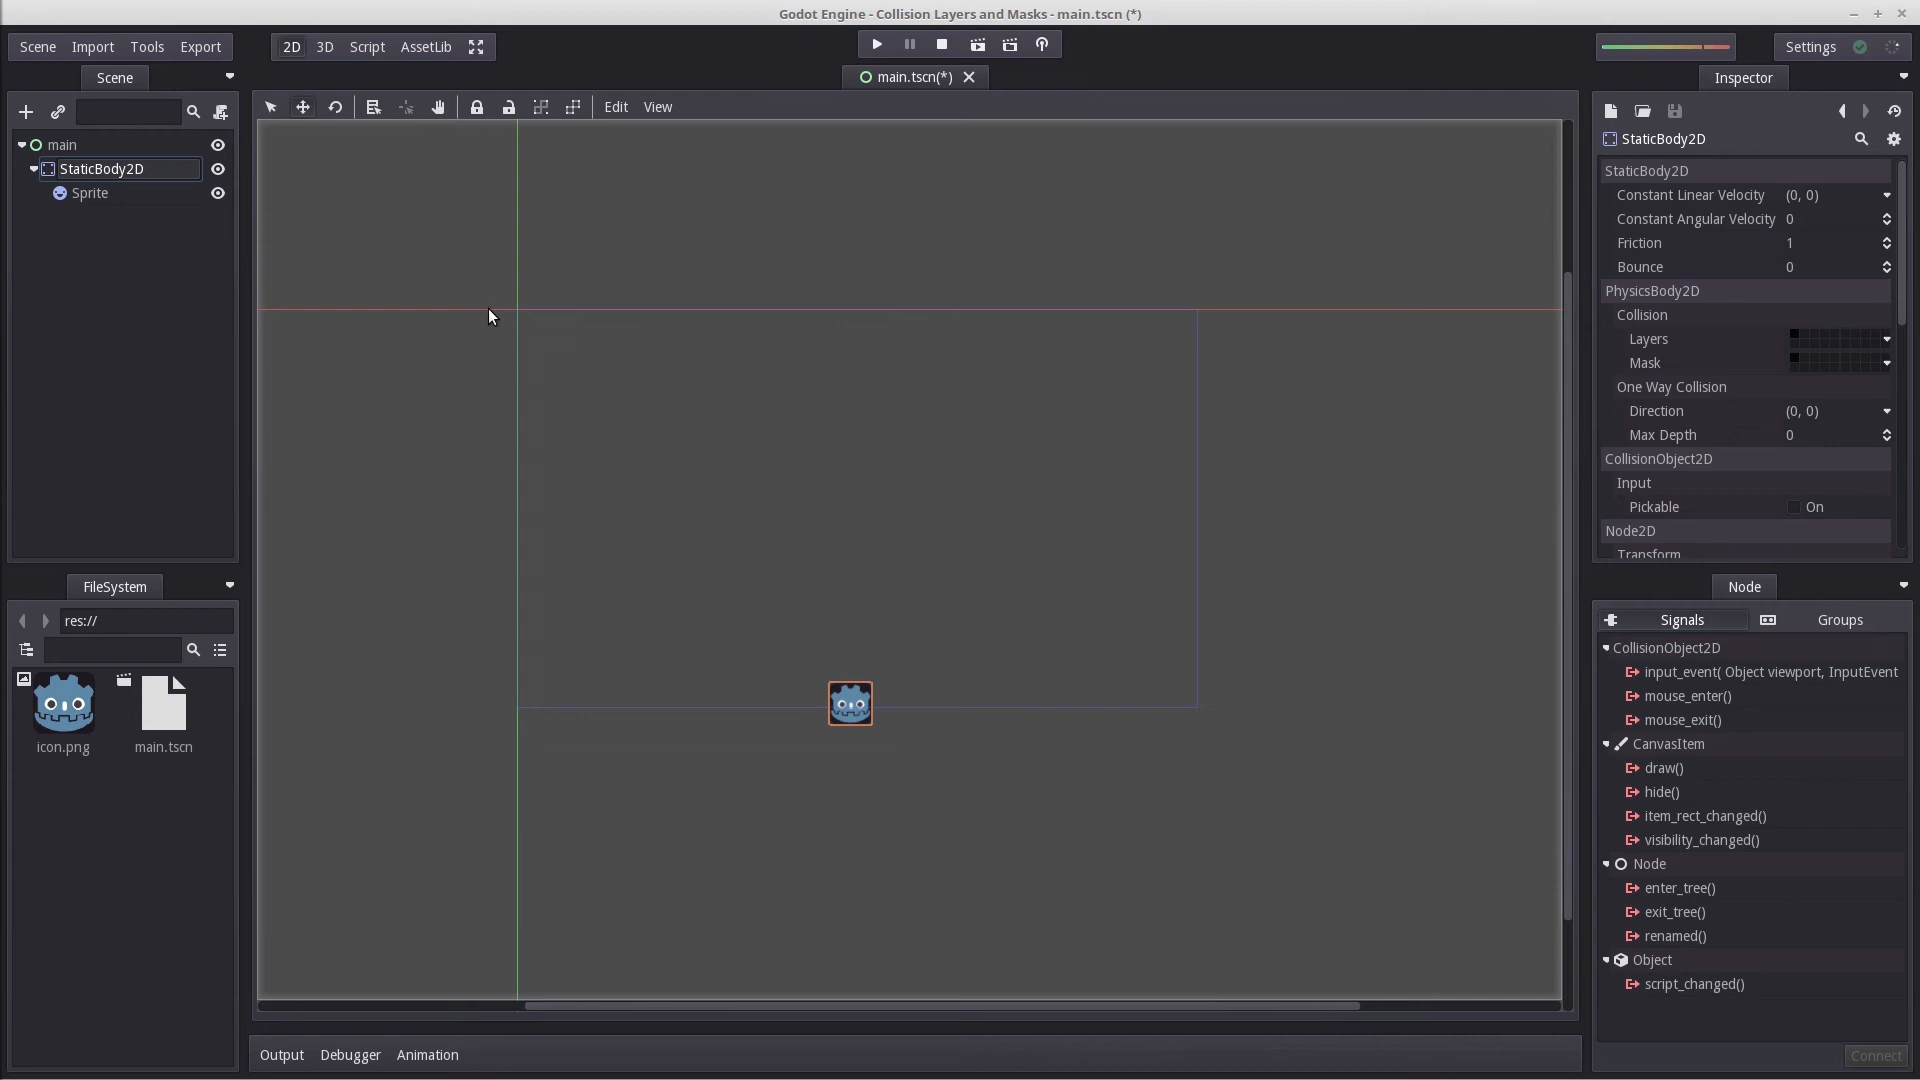 Godot Engine - Collision Layers and Masks - main.tscn (*)
Scene Import Tools Export
2D 3D Script AssetLib
Settings
Scene
main.tscn(*)
Inspector
Edit View
main
StaticBody2D
Sprite
StaticBody2D
StaticBody2D
Constant Linear Velocity (0, 0)
Constant Angular Velocity 0
Friction 1
Bounce 0
PhysicsBody2D
Collision
Layers
Mask
One Way Collision
Direction (0, 0)
Max Depth 0
CollisionObject2D
Input
Pickable On
Node2D
Transform
FileSystem
res://
icon.png main.tscn
Node
Signals Groups
CollisionObject2D
input_event( Object viewport, InputEvent
mouse_enter()
mouse_exit()
CanvasItem
draw()
hide()
item_rect_changed()
visibility_changed()
Node
enter_tree()
exit_tree()
renamed()
Object
script_changed()
Connect
Output Debugger Animation